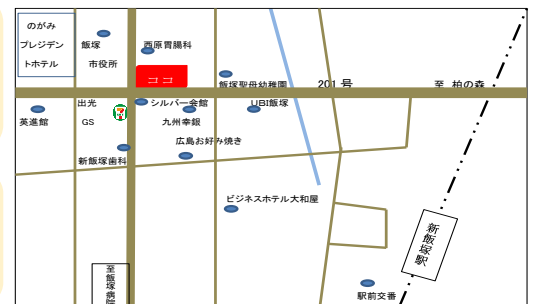 のがみ
プレジデン
トホテル
飯塚
市役所
西原胃腸科
ココ
飯塚聖母幼稚園
201号
至 柏の森
英進館
出光
GS
シルバー会館
九州幸銀
UBI飯塚
広島お好み焼き
新飯塚歯科
ビジネスホテル大和屋
新飯塚駅
至飯塚病院
駅前交番